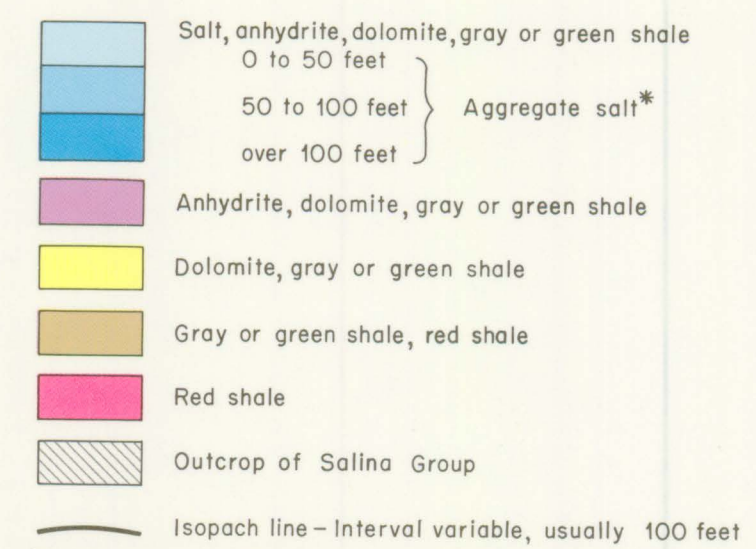 Salt, anhydrite, dolomite, gray or green shale
0 to 50 feet
50 to 100 feet
Aggregate salt*
over 100 feet
Anhydrite, dolomite, gray or green shale
Dolomite, gray or green shale
Gray or green shale, red shale
Red shale
Outcrop of Salina Group
Isopach line – Interval variable, usually 100 feet